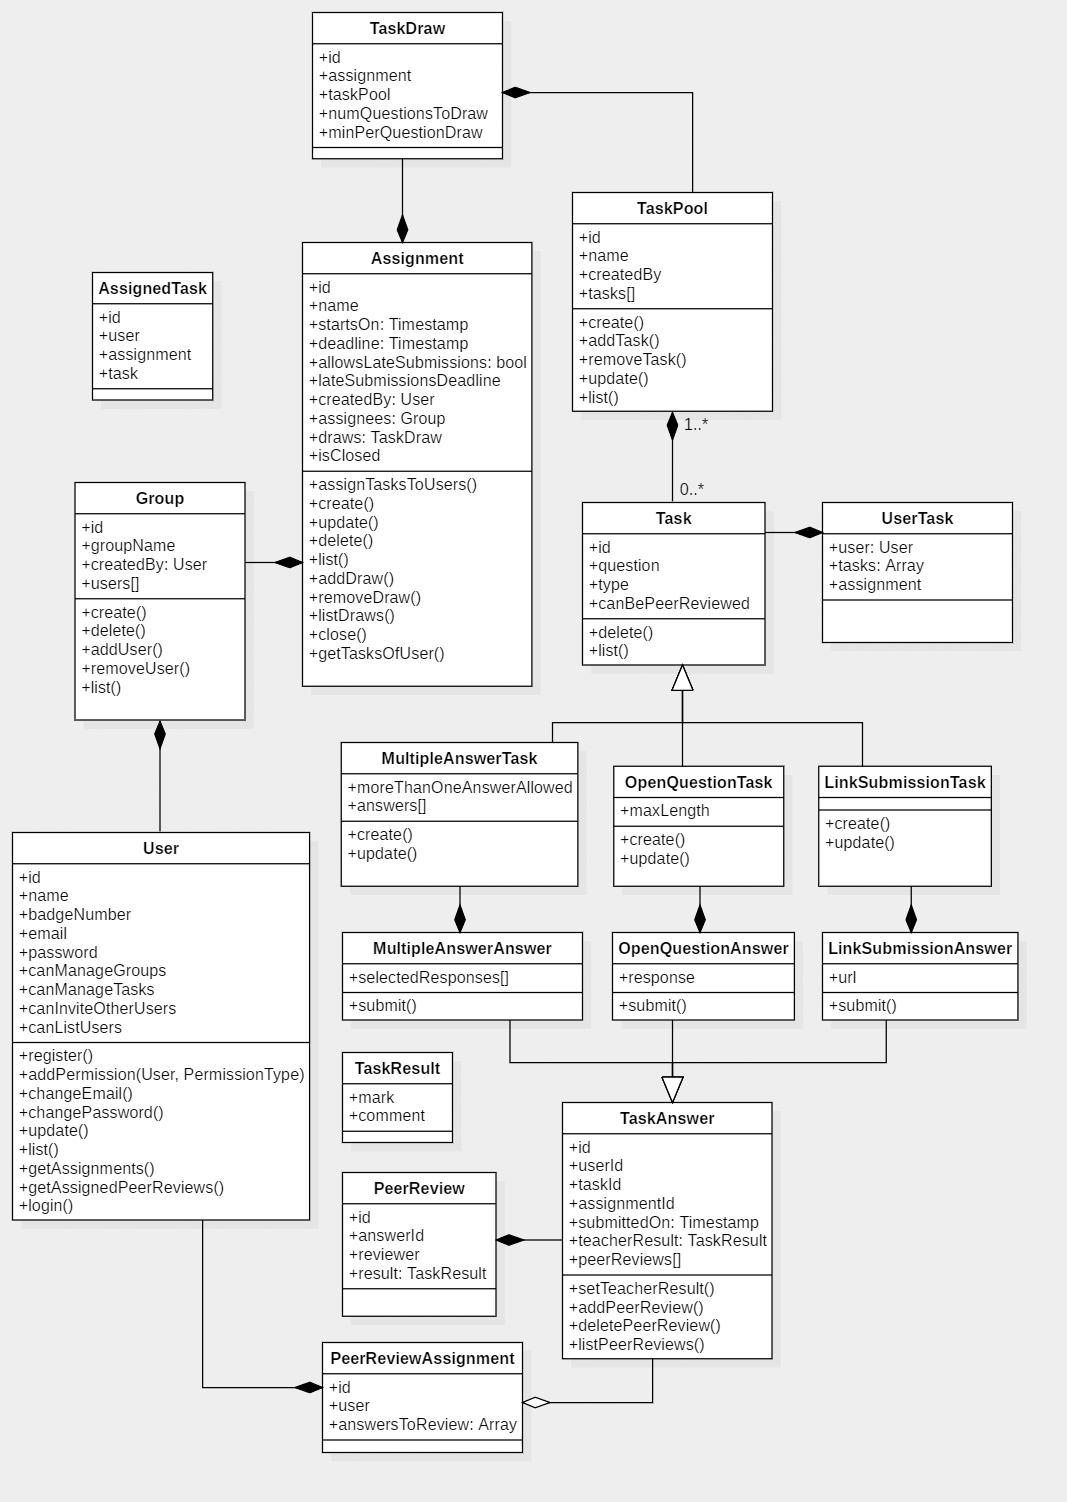 TaskDraw
+id
+assignment
+taskPool
+numQuestionsToDraw
+minPerQuestionDraw
TaskPool
+id
+name
+createdBy
+tasks[]
+create()
+addTask()
+removeTask()
+update()
+list()
1..*
0..*
Assignment
+id
+name
+startsOn: Timestamp
+deadline: Timestamp
+allowsLateSubmissions: bool
+lateSubmissionsDeadline
+createdBy: User
+assignees: Group
+draws: TaskDraw
+isClosed
+assignTasksToUsers()
+create()
+update()
+delete()
+list()
+addDraw()
+removeDraw()
+listDraws()
+close()
+getTasksOfUser()
AssignedTask
+id
+user
+assignment
+task
Group
+id
+groupName
+createdBy: User
+users[]
+create()
+delete()
+addUser()
+removeUser()
+list()
Task
+id
+question
+type
+canBePeerReviewed
+delete()
+list()
UserTask
+user: User
+tasks: Array
+assignment
MultipleAnswerTask
+moreThanOneAnswerAllowed
+answers[]
+create()
+update()
OpenQuestionTask
+maxLength
+create()
+update()
LinkSubmissionTask
+create()
+update()
User
+id
+name
+badgeNumber
+email
+password
+canManageGroups
+canManageTasks
+canInviteOtherUsers
+canListUsers
+register()
+addPermission(User, PermissionType)
+changeEmail()
+changePassword()
+update()
+list()
+getAssignments()
+getAssignedPeerReviews()
+login()
MultipleAnswerAnswer
+selectedResponses[]
+submit()
OpenQuestionAnswer
+response
+submit()
LinkSubmissionAnswer
+url
+submit()
TaskResult
+mark
+comment
TaskAnswer
+id
+userId
+taskId
+assignmentId
+submittedOn: Timestamp
+teacherResult: TaskResult
+peerReviews[]
+setTeacherResult()
+addPeerReview()
+deletePeerReview()
+listPeerReviews()
PeerReview
+id
+answerId
+reviewer
+result: TaskResult
PeerReviewAssignment
+id
+user
+answersToReview: Array